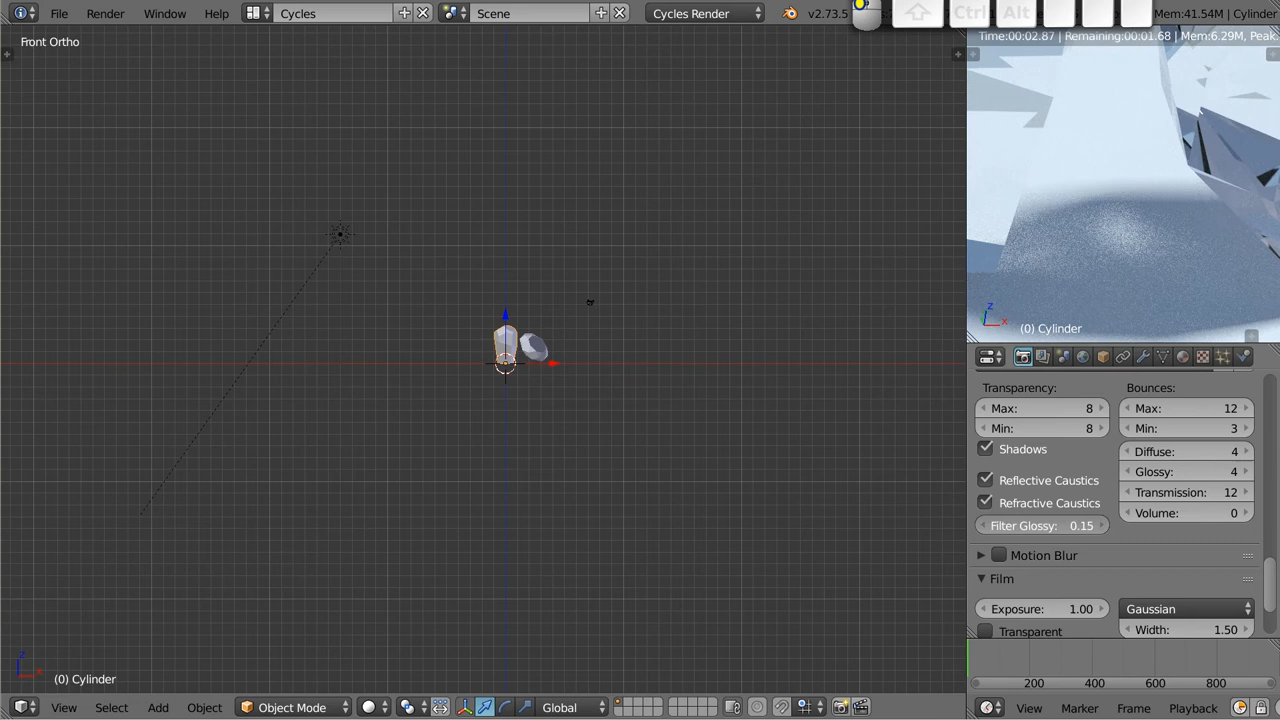 File Render Window Help Cycles Scene Cycles Render v2.73.5 Ctrl Alt Mem:41.54M | Cylinder
Time:00:02.87 | Remaining:00:01.68 | Mem:6.29M, Peak.
Front Ortho
z
x
(0) Cylinder
Transparency: Bounces:
Max: 8 Max: 12
Min: 8 Min: 3
Shadows Diffuse: 4
Glossy: 4
Reflective Caustics
Transmission: 12
Refractive Caustics
Volume: 0
Filter Glossy: 0.15
Motion Blur
Film
Exposure: 1.00 Gaussian
Transparent Width: 1.50
z
x
(0) Cylinder
200 400 600 800
View Select Add Object Object Mode Global View Marker Frame Playback